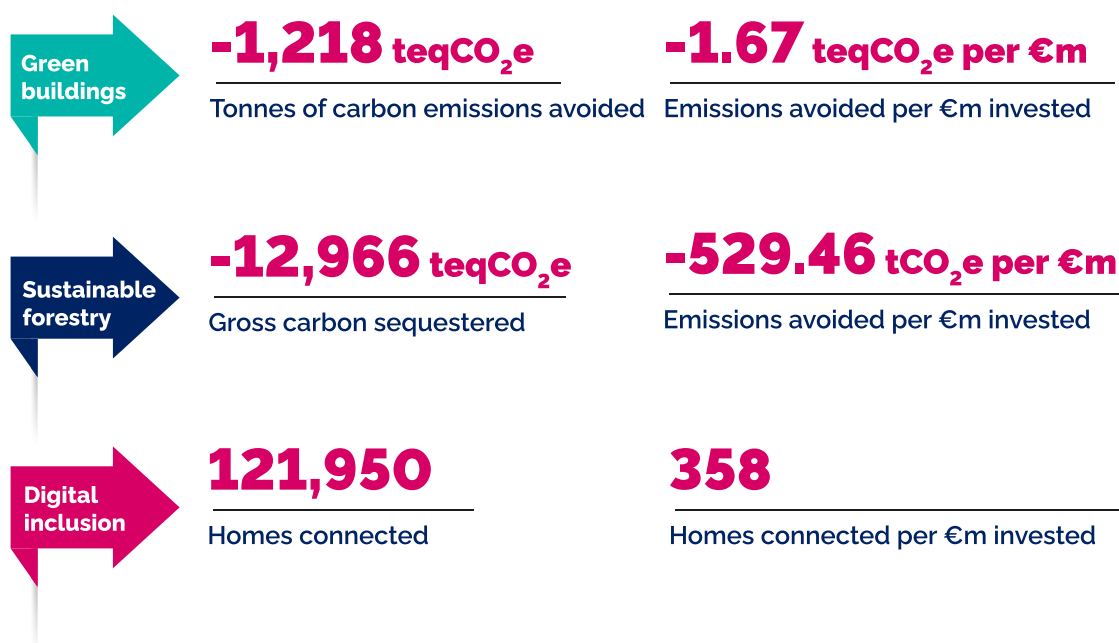 Green
buildings
-1,218 teqCO₂e
Tonnes of carbon emissions avoided
-1.67 teqCO₂e per €m
Emissions avoided per €m invested
Sustainable
forestry
-12,966 teqCO₂e
Gross carbon sequestered
-529.46 tCO₂e per €m
Emissions avoided per €m invested
Digital
inclusion
121,950
Homes connected
358
Homes connected per €m invested